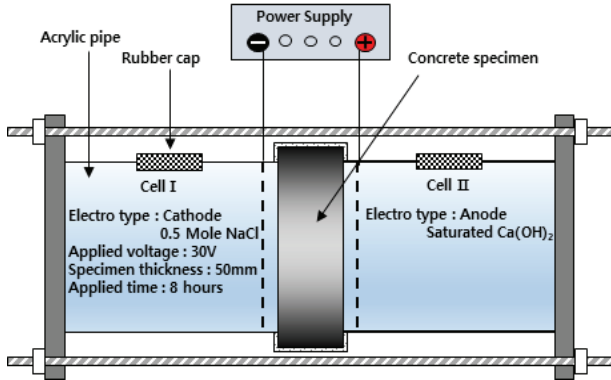 Power Supply
Acrylic pipe
Rubber cap
Concrete specimen
Cell I
Cell II
Electro type : Cathode
0.5 Mole NaCl
Applied voltage : 30V
Specimen thickness : 50mm
Applied time : 8 hours
Electro type : Anode
Saturated Ca(OH)₂